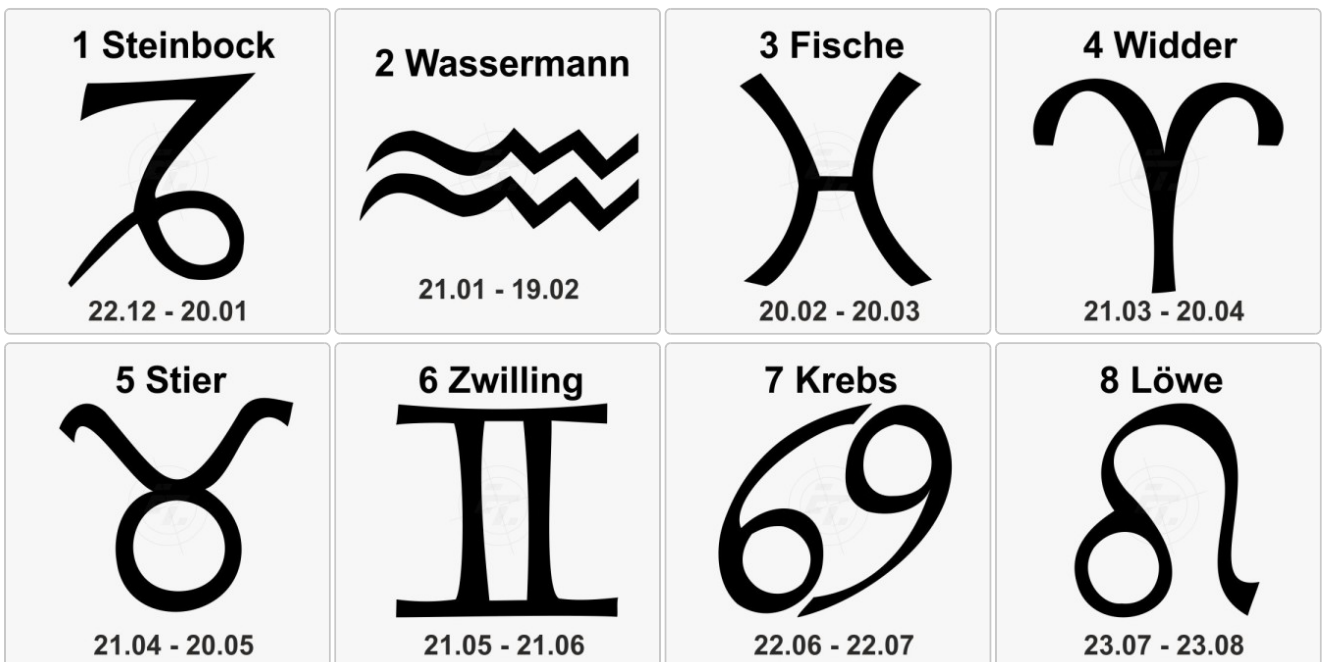 1 Steinbock
22.12 - 20.01
2 Wassermann
21.01 - 19.02
3 Fische
20.02 - 20.03
4 Widder
21.03 - 20.04
5 Stier
21.04 - 20.05
6 Zwilling
21.05 - 21.06
7 Krebs
22.06 - 22.07
8 Löwe
23.07 - 23.08